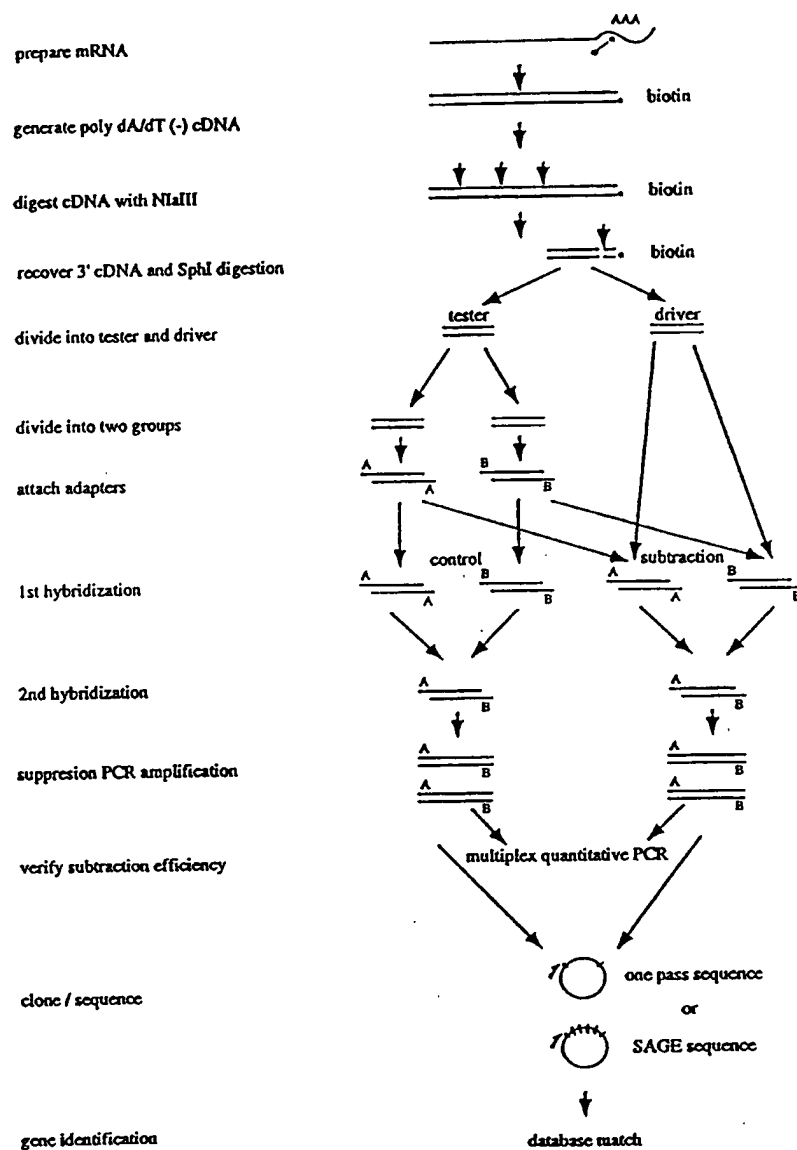 AAA
prepare mRNA
biotin
generate poly dA/dT (-) cDNA
digest cDNA with NlaIII
biotin
recover 3' cDNA and SphI digestion
biotin
divide into tester and driver
tester
driver
divide into two groups
attach adapters
A
A
B
B
control
subtraction
1st hybridization
A
A
B
B
A
A
B
B
2nd hybridization
A
B
A
B
suppresion PCR amplification
A
B
A
B
A
B
A
B
verify subtraction efficiency
multiplex quantitative PCR
clone / sequence
one pass sequence
or
SAGE sequence
gene identification
database match